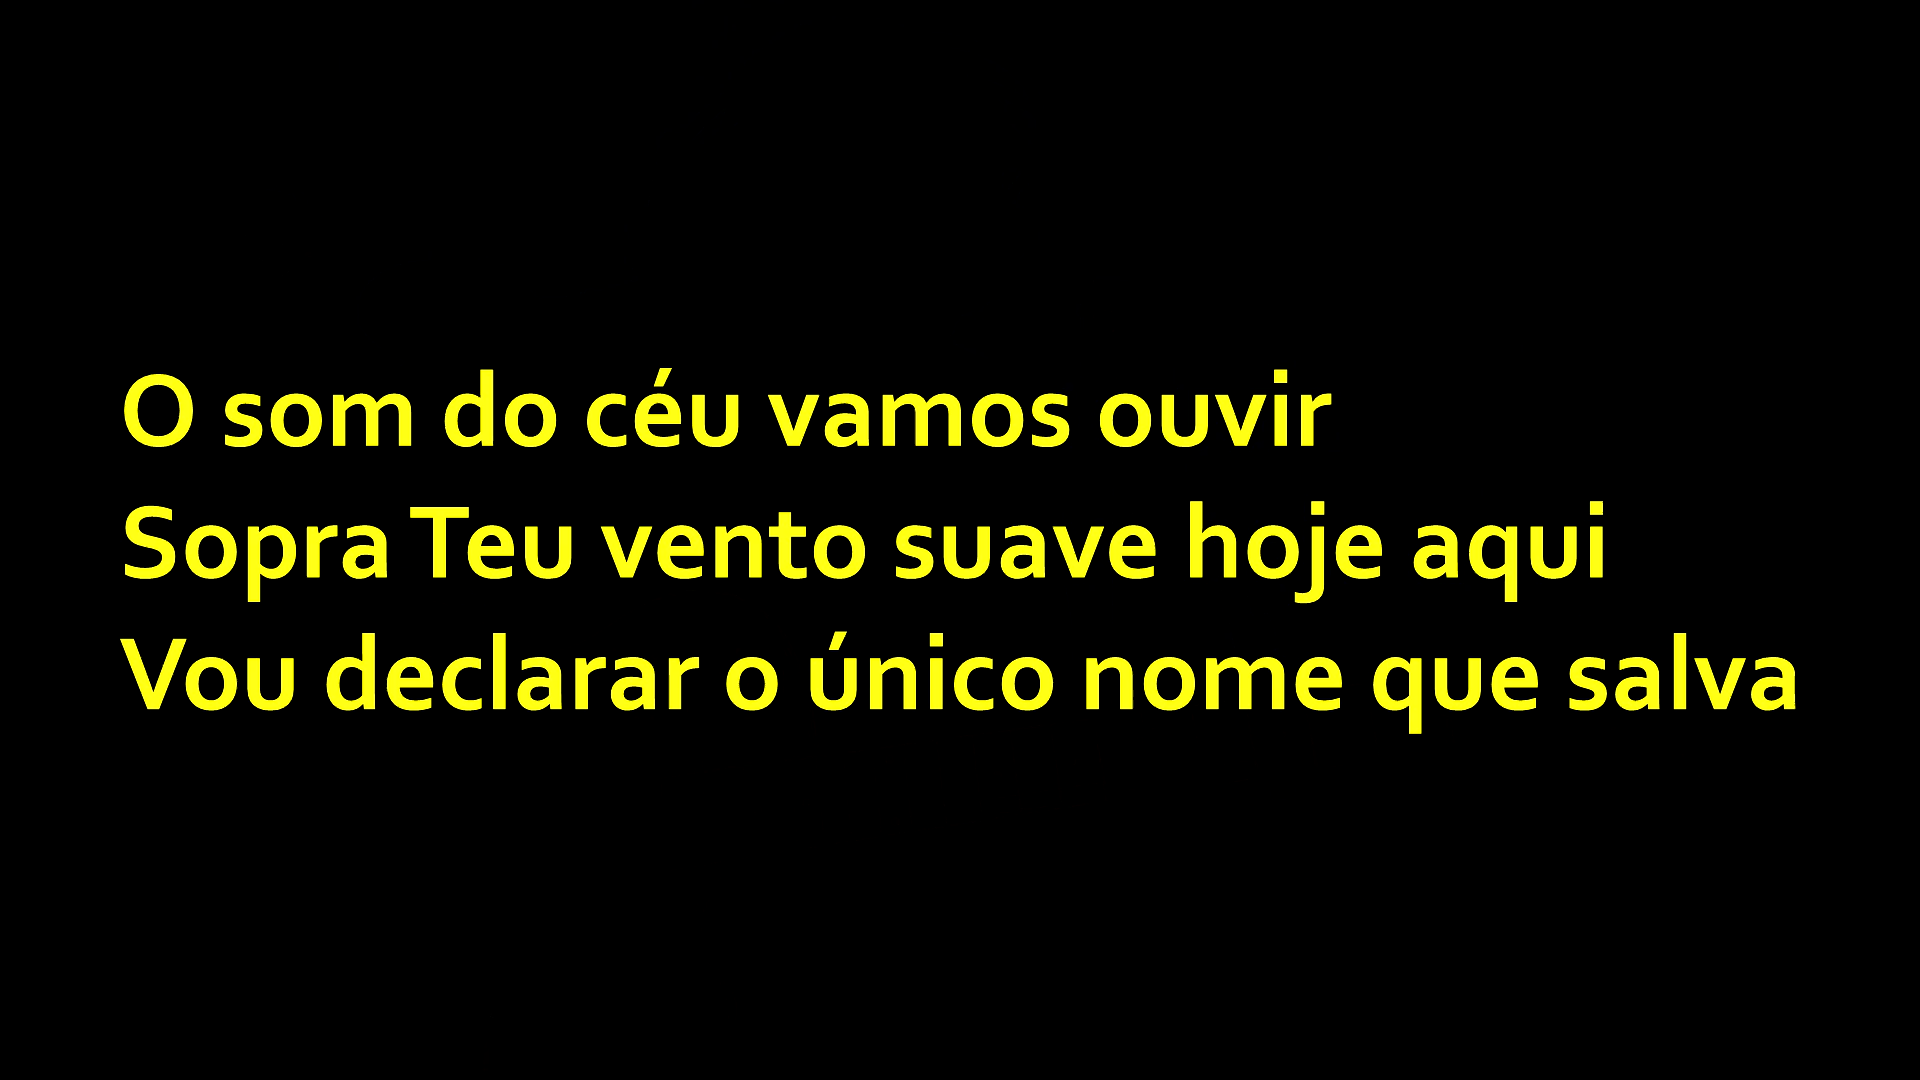 O som do céu vamos ouvir
Sopra Teu vento suave hoje aqui
Vou declarar o único nome que salva